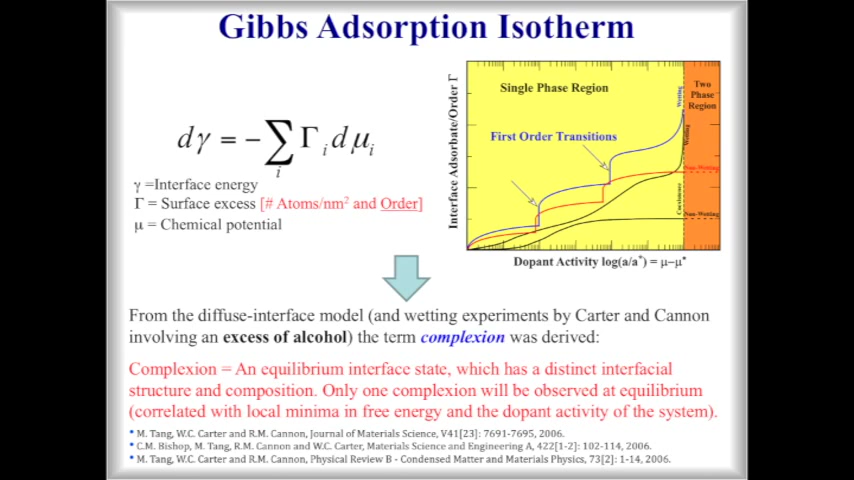 Gibbs Adsorption Isotherm
dγ = −∑ Γᵢ dμᵢ
i
γ =Interface energy
Γ = Surface excess [# Atoms/nm² and Order]
μ = Chemical potential
Interface Adsorbate/Order Γ
Single Phase Region
Two
Phase
Region
First Order Transitions
Wetting
Wetting
Non-Wetting
Coexistence
Non-Wetting
Dopant Activity log(a/a*) = μ−μ*
From the diffuse-interface model (and wetting experiments by Carter and Cannon
involving an excess of alcohol) the term complexion was derived:
Complexion = An equilibrium interface state, which has a distinct interfacial
structure and composition. Only one complexion will be observed at equilibrium
(correlated with local minima in free energy and the dopant activity of the system).
• M. Tang, W.C. Carter and R.M. Cannon, Journal of Materials Science, V41[23]: 7691-7695, 2006.
• C.M. Bishop, M. Tang, R.M. Cannon and W.C. Carter, Materials Science and Engineering A, 422[1-2]: 102-114, 2006.
• M. Tang, W.C. Carter and R.M. Cannon, Physical Review B - Condensed Matter and Materials Physics, 73[2]: 1-14, 2006.